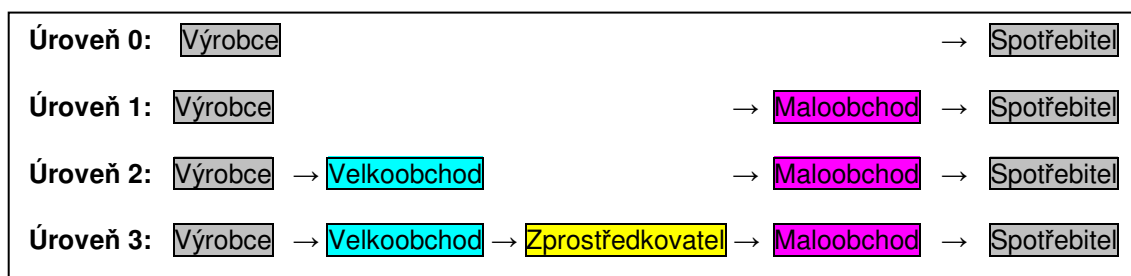 Úroveň 0: Výrobce → Spotřebitel
Úroveň 1: Výrobce → Maloobchod → Spotřebitel
Úroveň 2: Výrobce → Velkoobchod → Maloobchod → Spotřebitel
Úroveň 3: Výrobce → Velkoobchod → Zprostředkovatel → Maloobchod → Spotřebitel